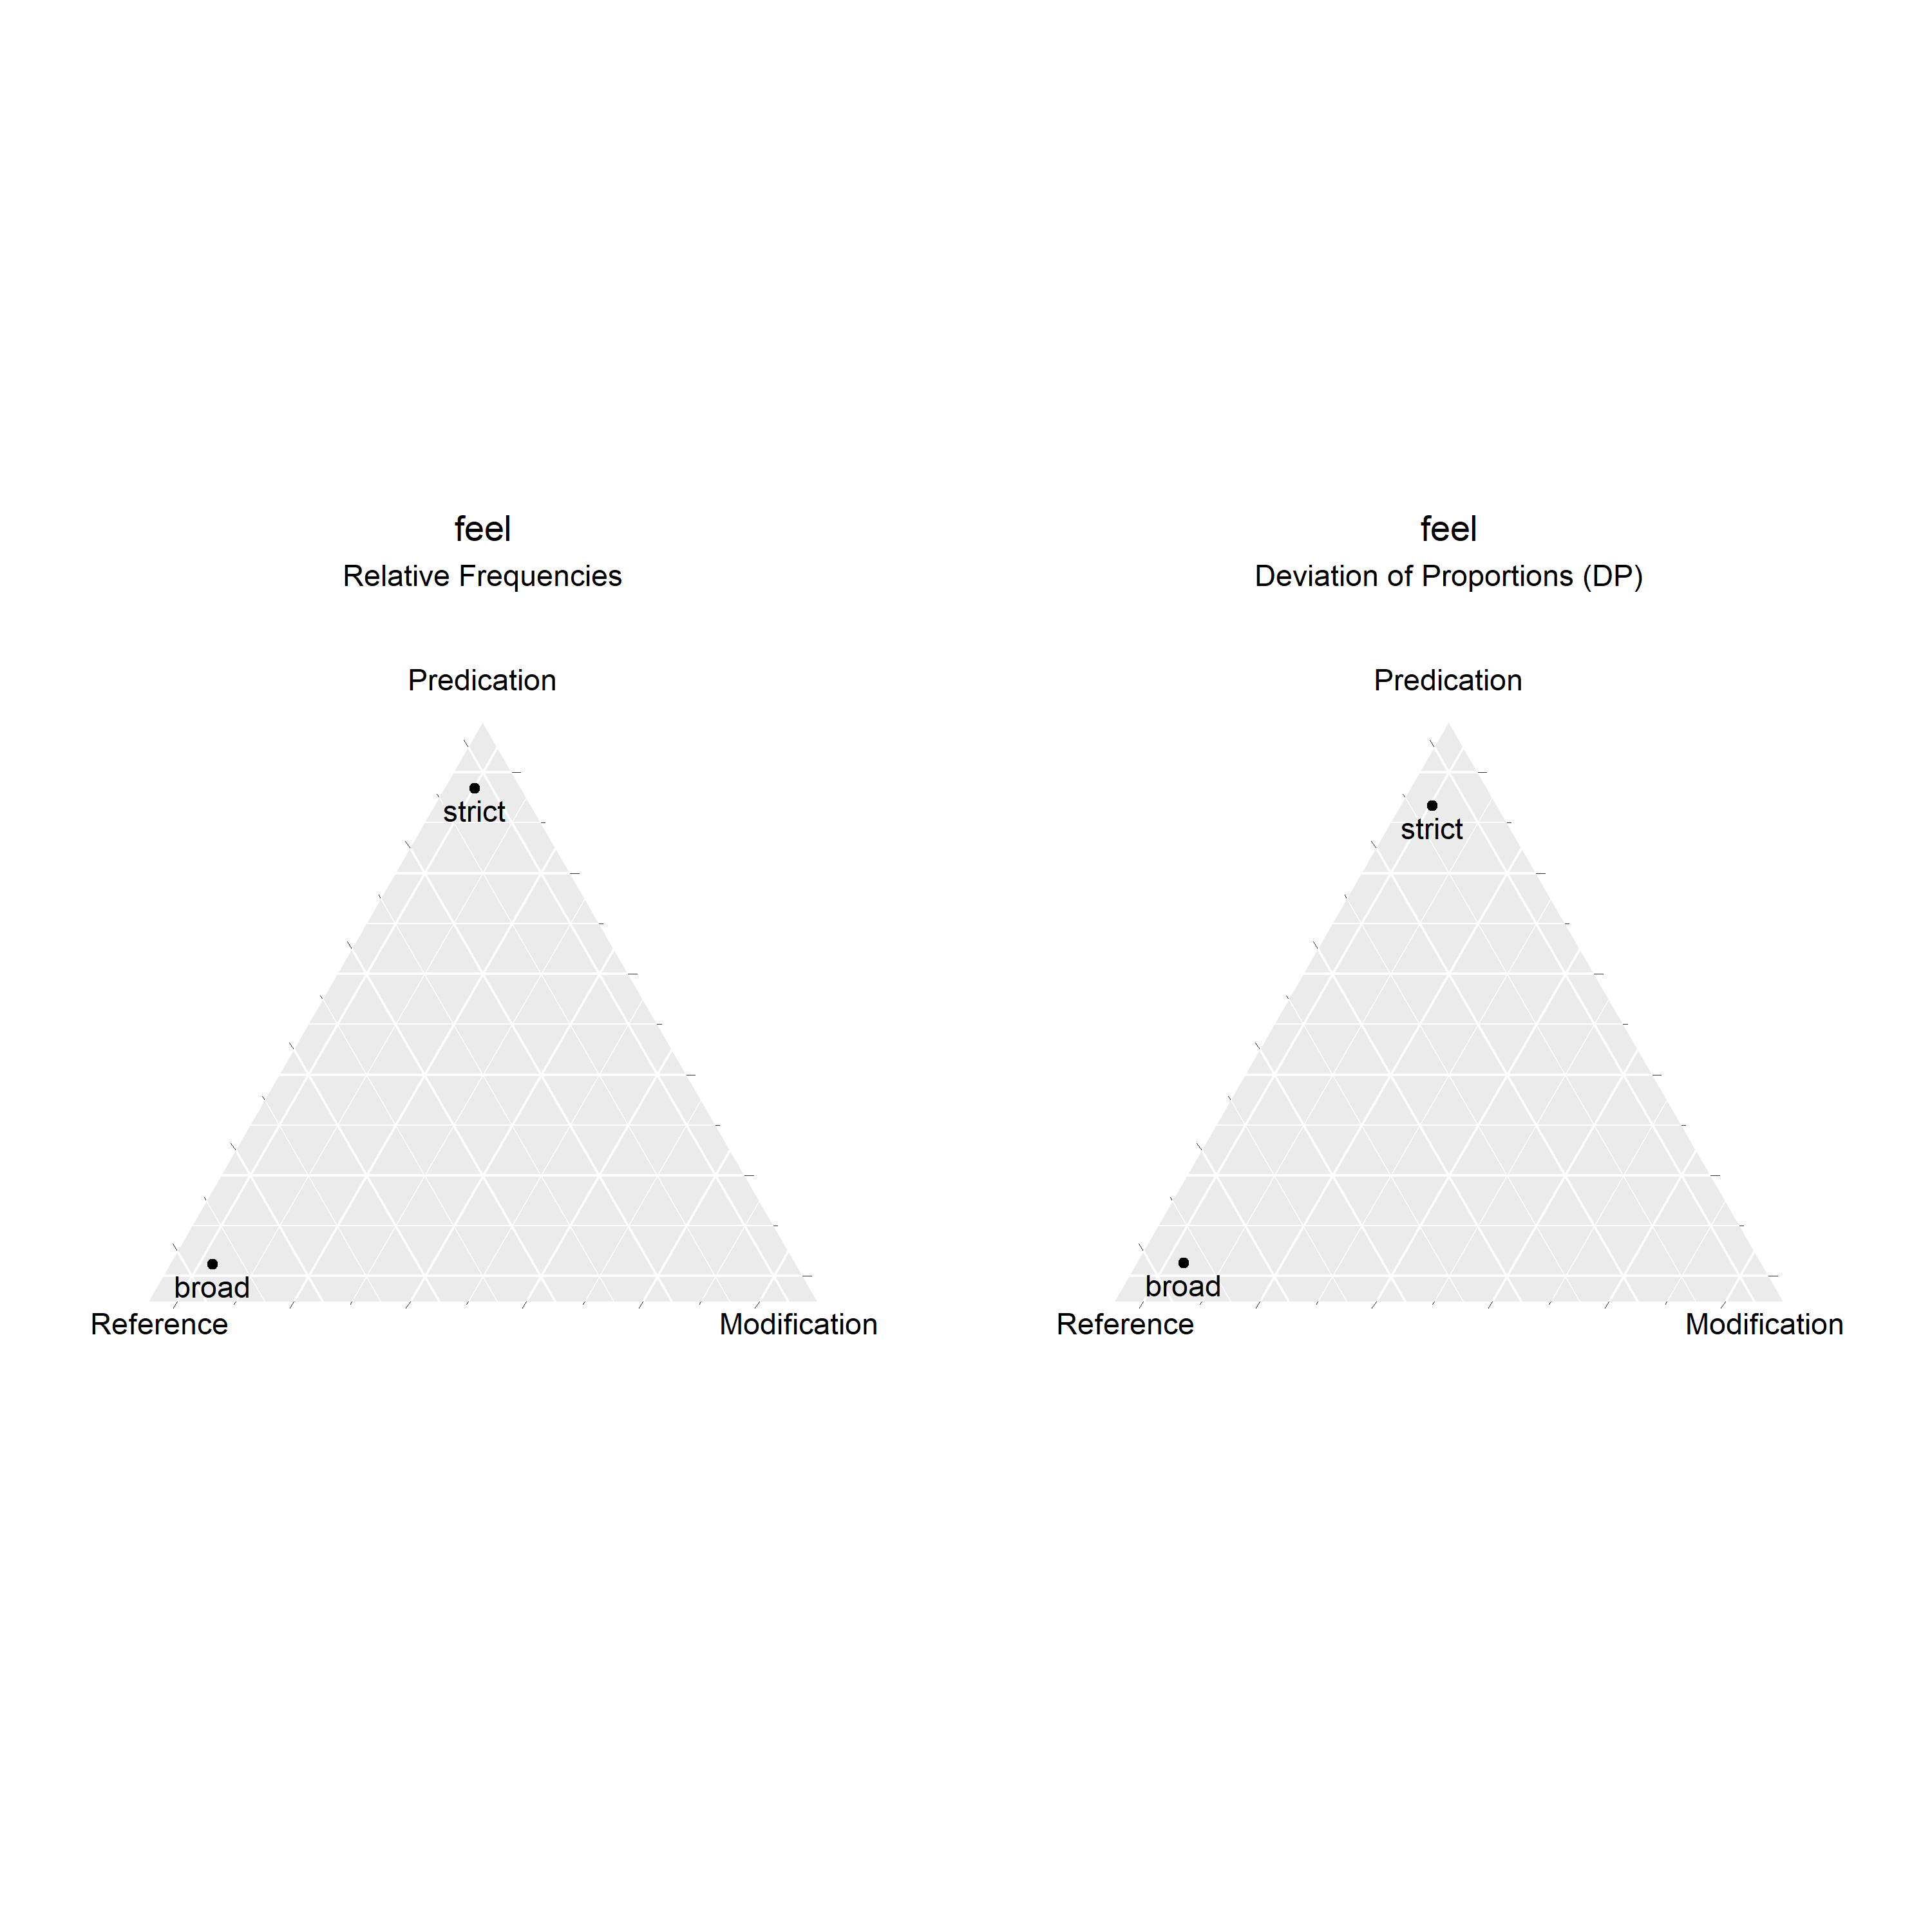 feel
Relative Frequencies
Predication
strict
broad
Reference
Modification
feel
Deviation of Proportions (DP)
Predication
strict
broad
Reference
Modification